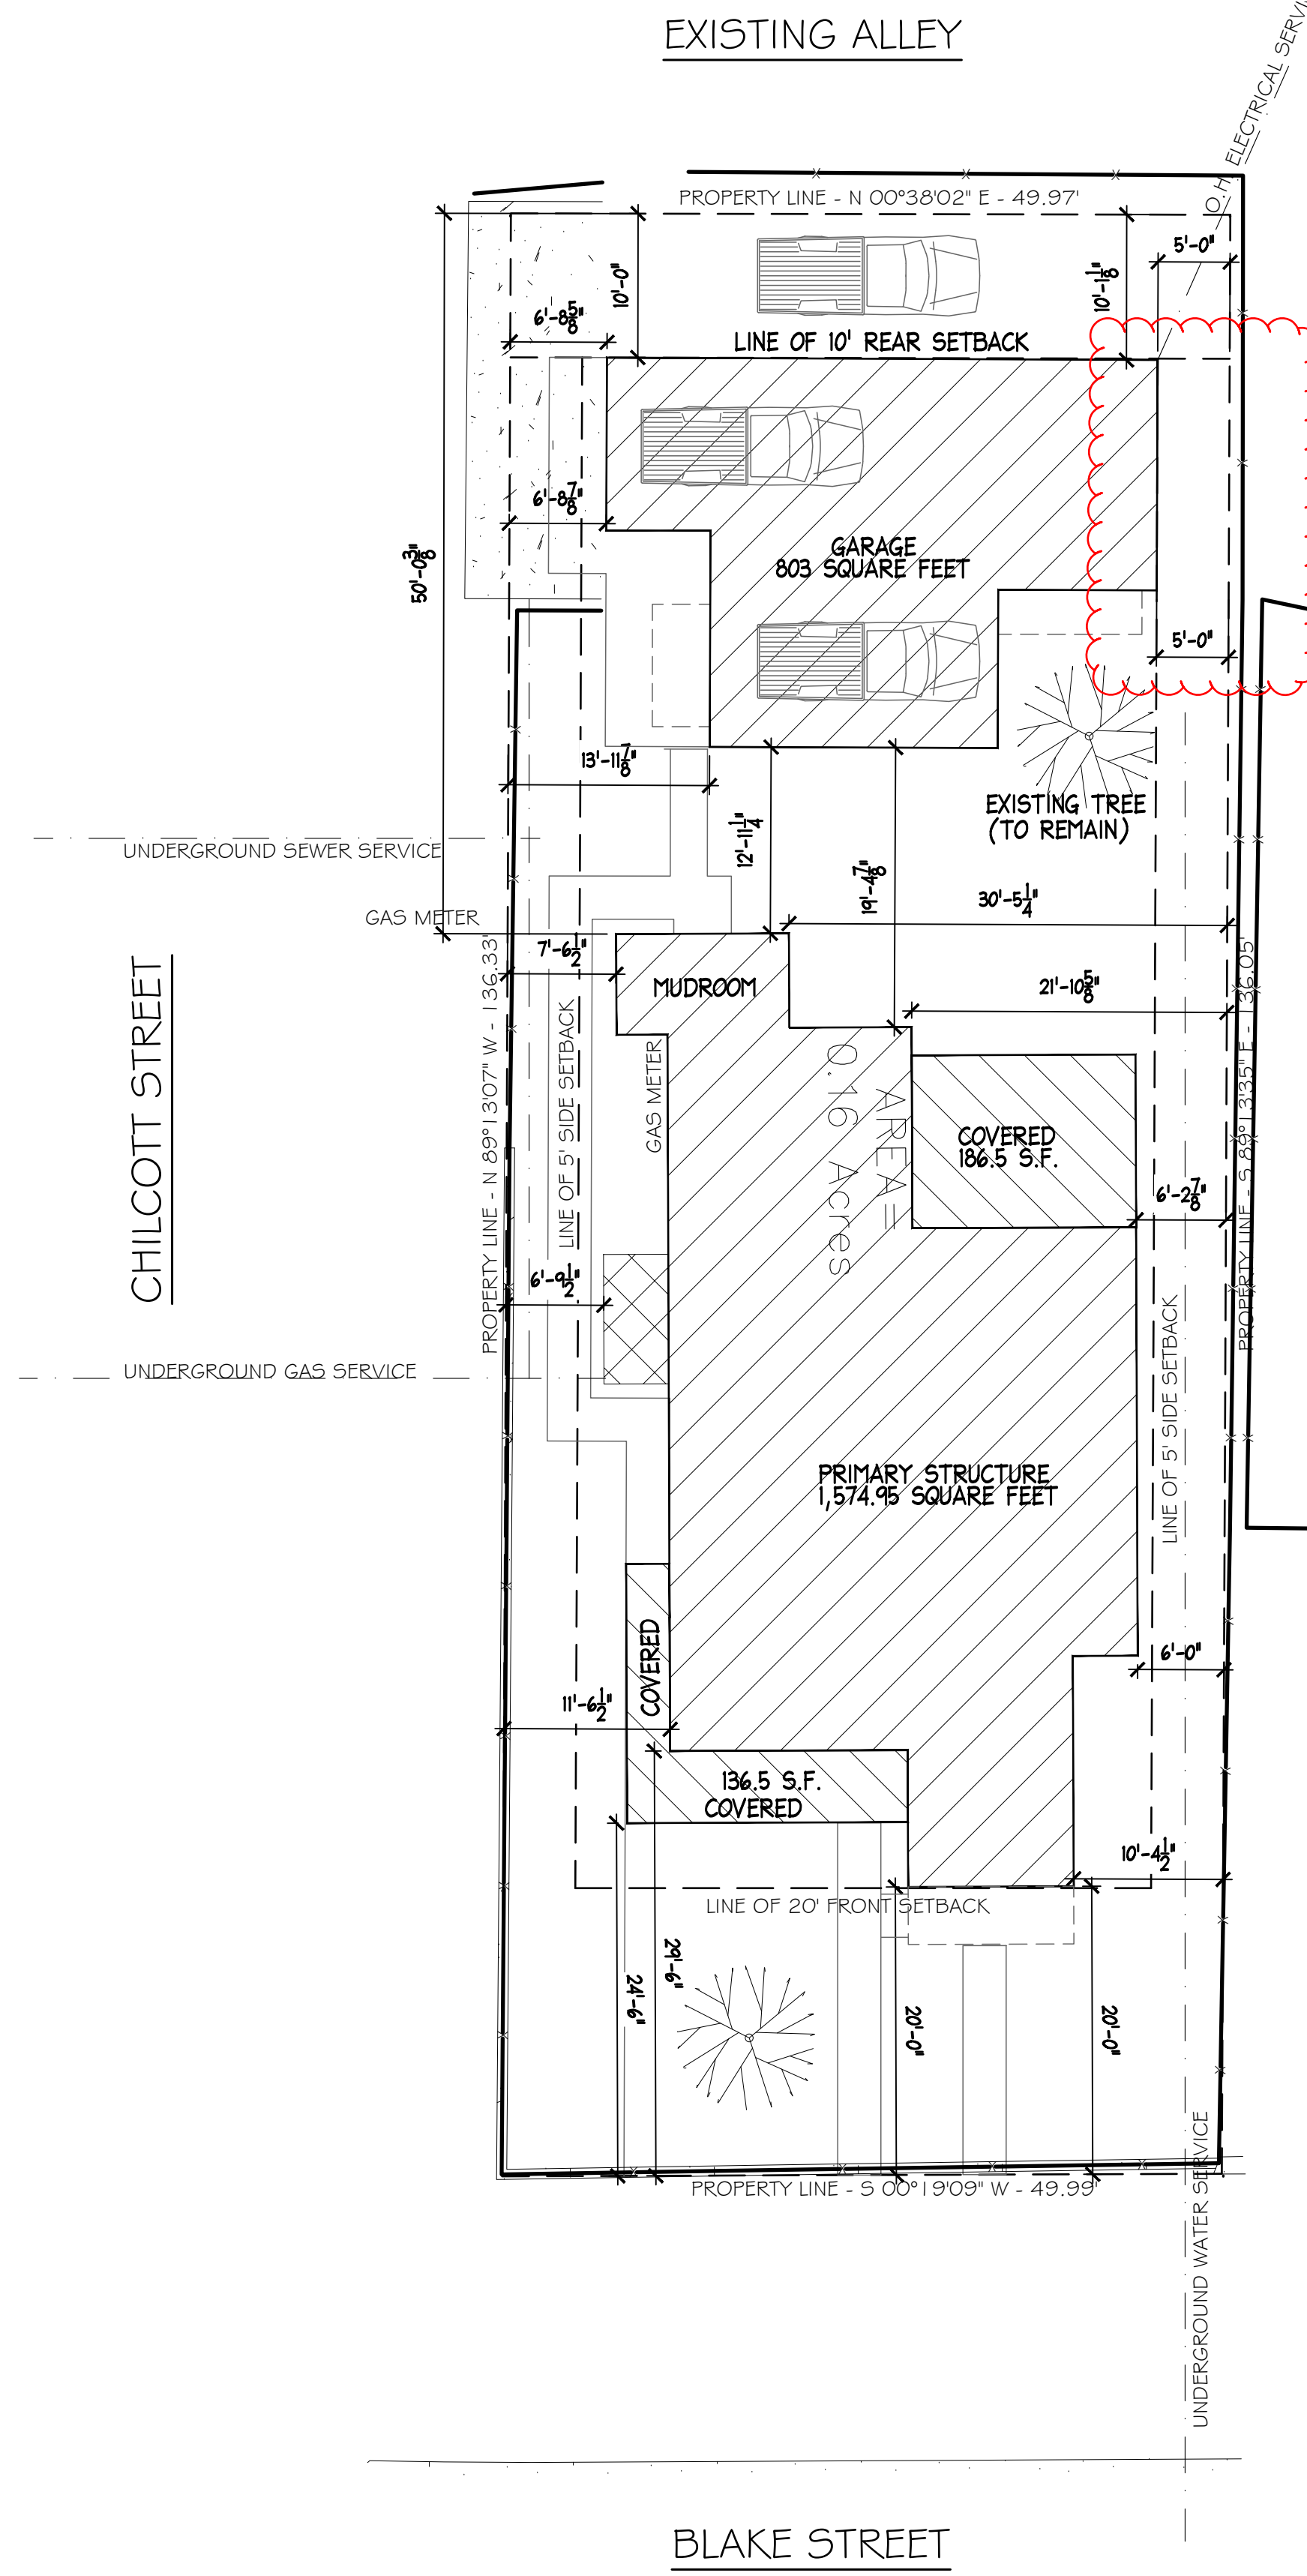 EXISTING ALLEY
O.H. ELECTRICAL
PROPERTY LINE - N 00°38'02" E - 49.97'
5'-0"
10'-0"
10'-1 1/8"
6'-8 5/8"
LINE OF 10' REAR SETBACK
6'-8 7/8"
GARAGE
803 SQUARE FEET
50'-0 3/8"
5'-0"
13'-11 7/8"
EXISTING TREE
(TO REMAIN)
12'-11 1/4"
19'-4 7/8"
UNDERGROUND SEWER SERVICE
30'-5 1/4"
GAS METER
7'-6 1/2"
MUDROOM
21'-10 5/8"
CHILCOTT STREET
PROPERTY LINE - N 89°13'07" W - 136.33'
LINE OF 5' SIDE SETBACK
GAS METER
AREA =
0.16 Acres
COVERED
186.5 S.F.
6'-2 7/8"
PROPERTY LINE - S 89°13'35" E - 136.05'
6'-9 1/2"
UNDERGROUND GAS SERVICE
LINE OF 5' SIDE SETBACK
PRIMARY STRUCTURE
1,574.95 SQUARE FEET
COVERED
6'-0"
11'-6 1/2"
136.5 S.F.
COVERED
10'-4 1/2"
LINE OF 20' FRONT SETBACK
29'-6"
24'-6"
20'-0"
20'-0"
PROPERTY LINE - S 00°19'09" W - 49.99'
UNDERGROUND WATER SERVICE
BLAKE STREET